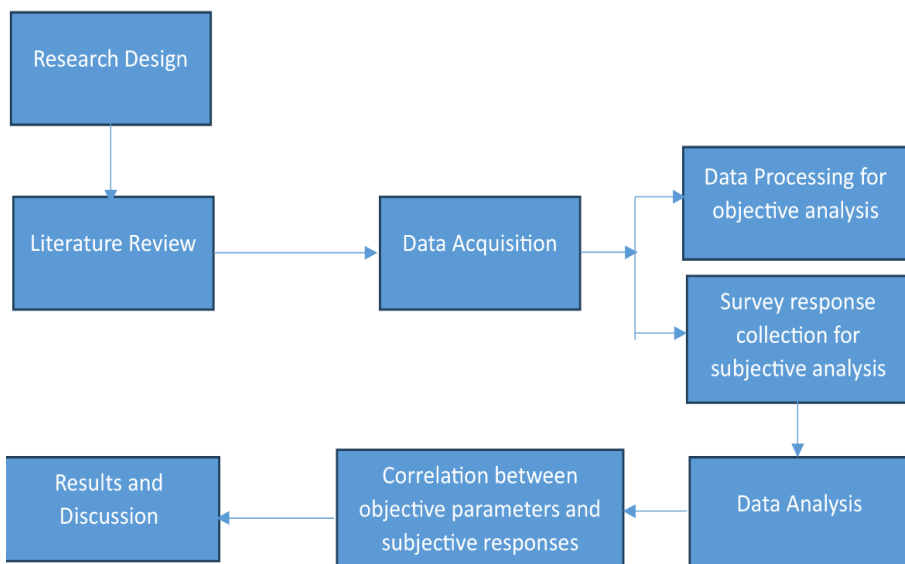 Research Design
Literature Review
Data Acquisition
Data Processing for
objective analysis
Survey response
collection for
subjective analysis
Data Analysis
Correlation between
objective parameters and
subjective responses
Results and
Discussion